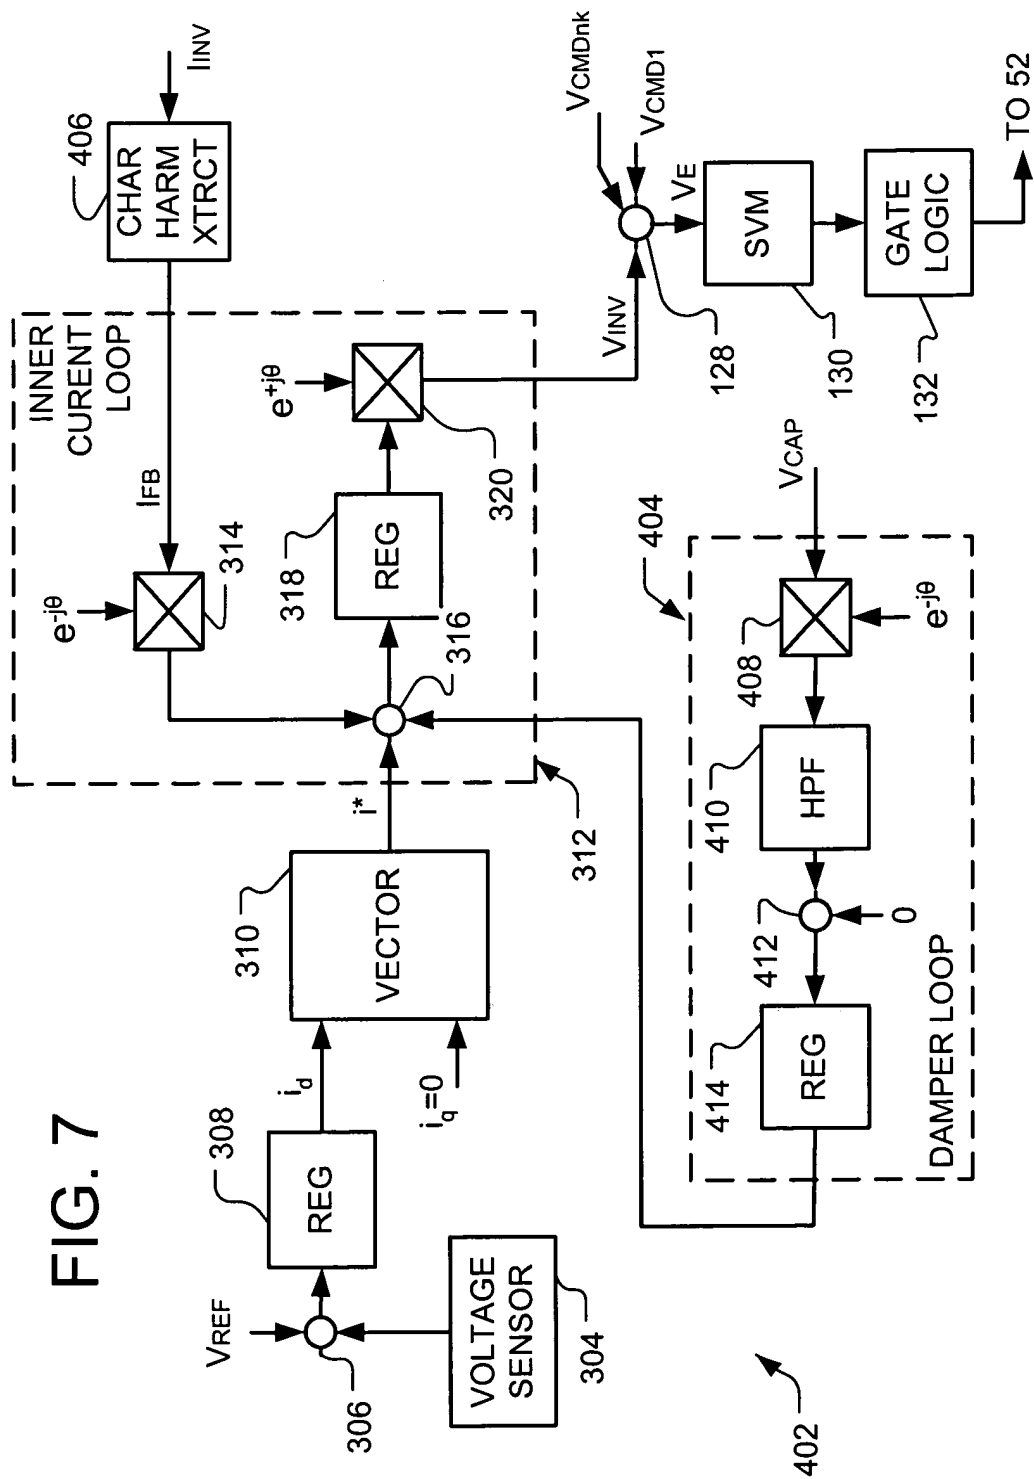 FIG. 7
402
VREF
306
VOLTAGE
SENSOR
304
REG
308
id
iq=0
VECTOR
310
i*
312
INNER
CURENT
LOOP
e-jθ
314
IFB
316
REG
318
e+jθ
320
CHAR
HARM
XTRCT
406
IINV
VINV
VCMDnk
VCMD1
128
VE
SVM
130
GATE
LOGIC
132
TO 52
404
VCAP
408
e-jθ
HPF
410
412
0
REG
414
DAMPER LOOP